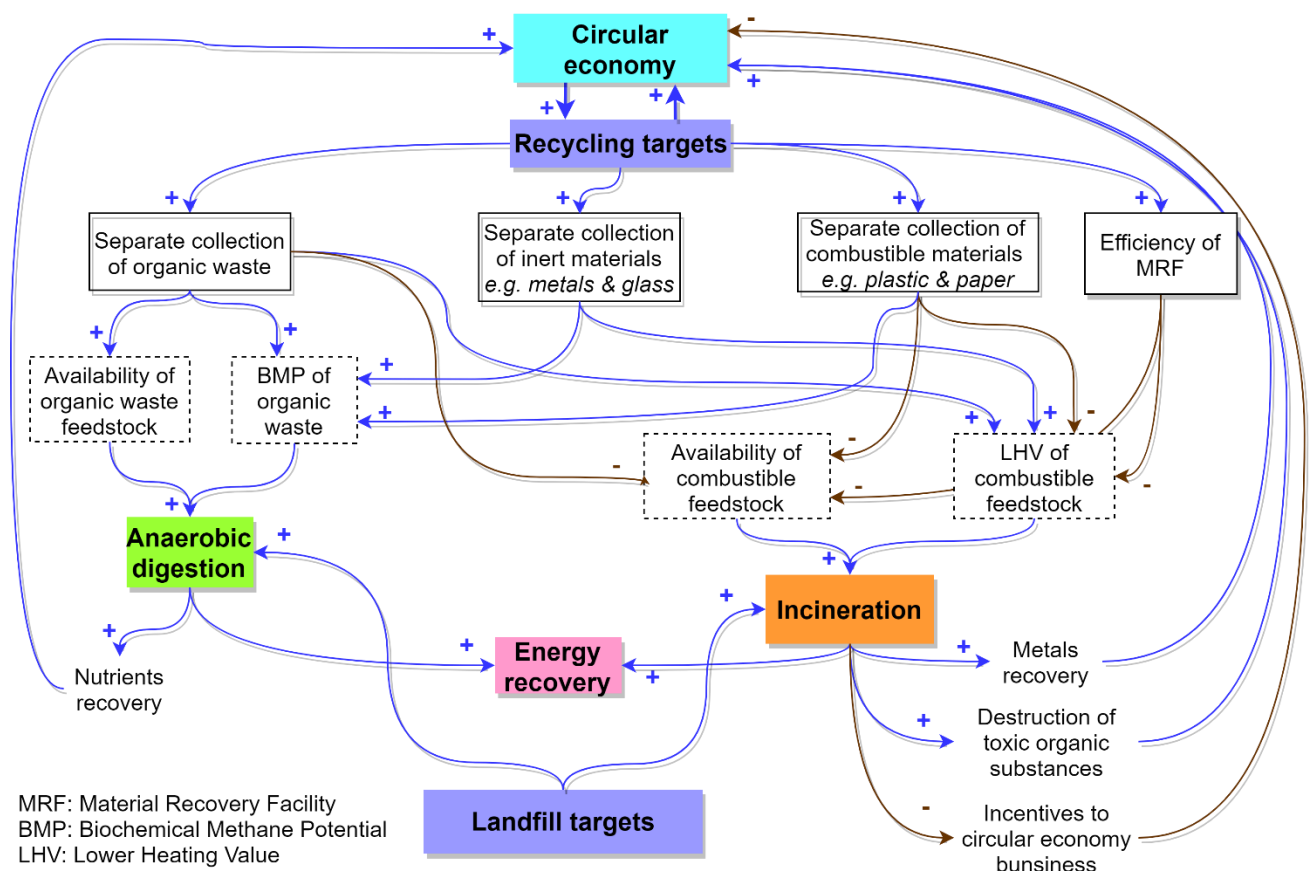 Circular
economy
Recycling targets
Separate collection
of organic waste
Separate collection
of inert materials
e.g. metals & glass
Separate collection of
combustible materials
e.g. plastic & paper
Efficiency of
MRF
Availability of
organic waste
feedstock
BMP of
organic
waste
Availability of
combustible
feedstock
LHV of
combustible
feedstock
Anaerobic
digestion
Incineration
Energy
recovery
Nutrients
recovery
Metals
recovery
Destruction of
toxic organic
substances
Incentives to
circular economy
bunsiness
Landfill targets
MRF: Material Recovery Facility
BMP: Biochemical Methane Potential
LHV: Lower Heating Value